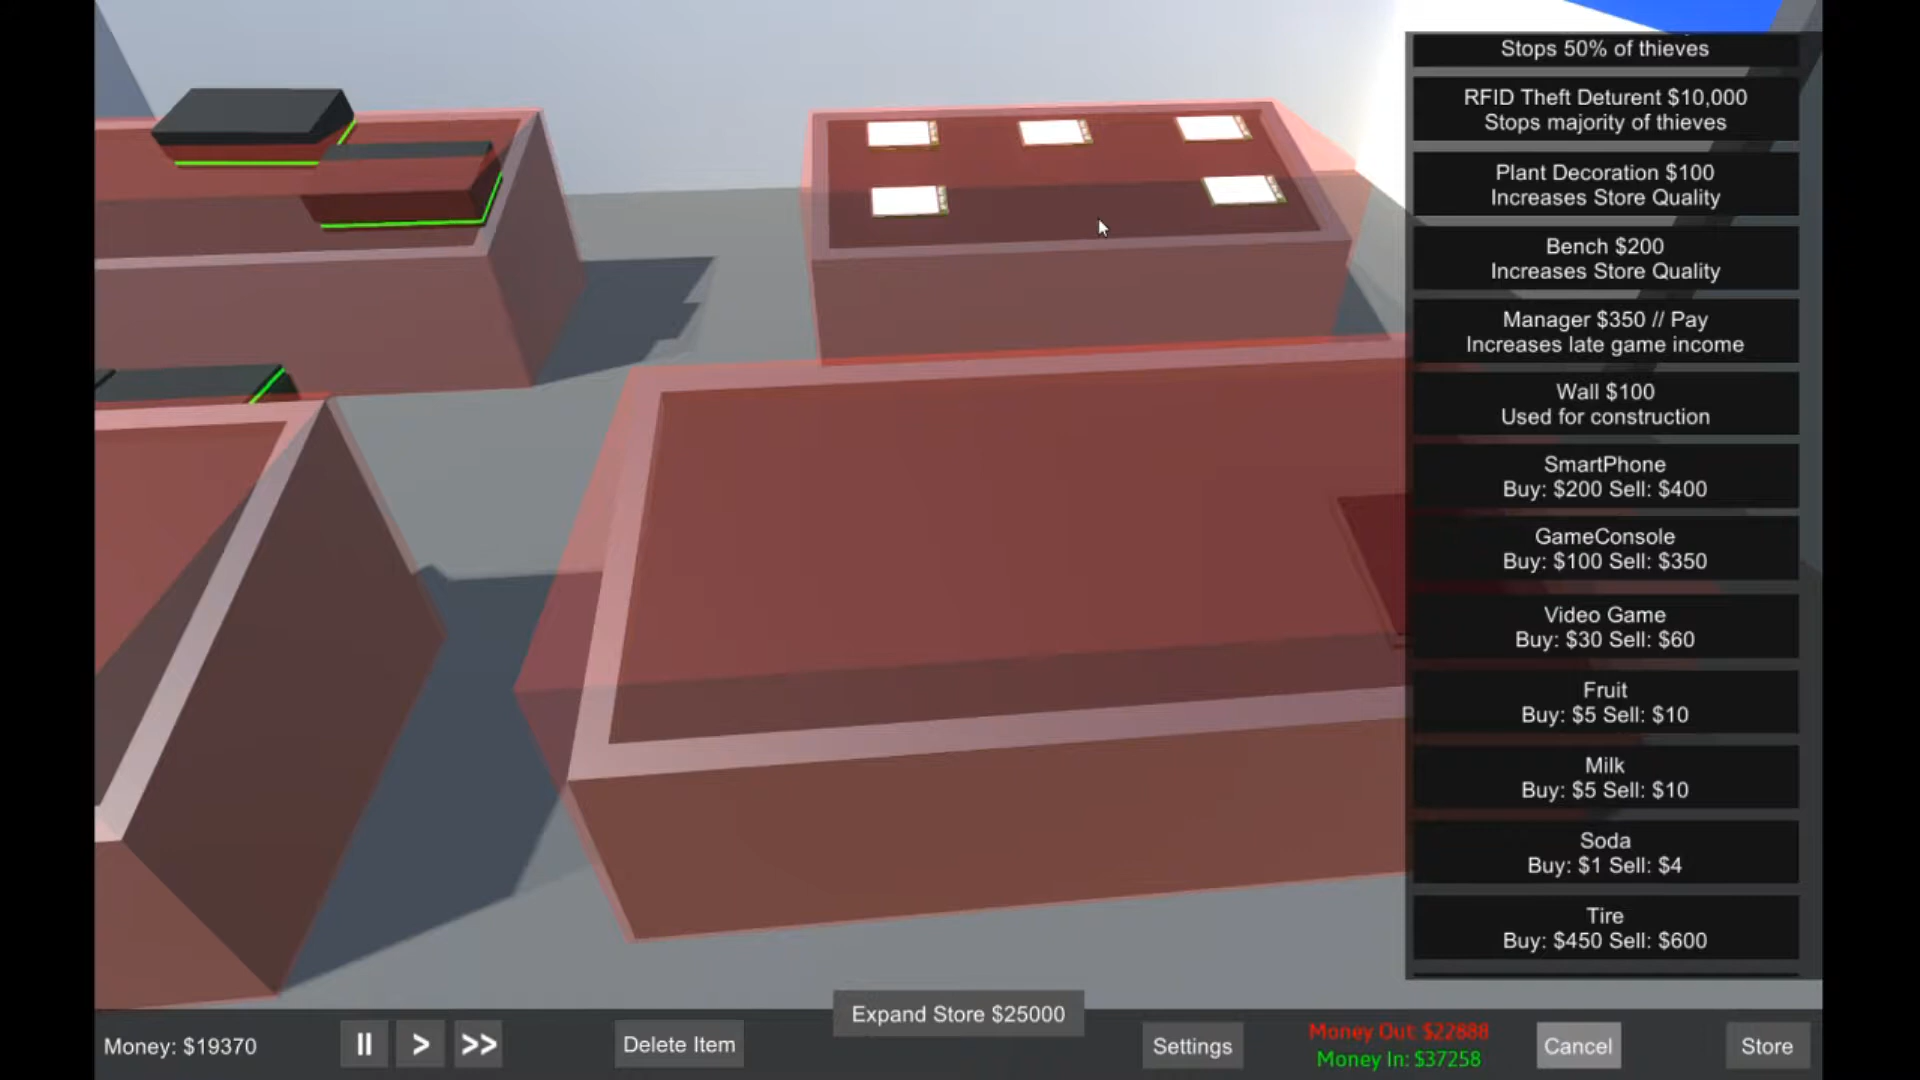 Stops 50% of thieves
RFID Theft Deturent $10,000
Stops majority of thieves
Plant Decoration $100
Increases Store Quality
Bench $200
Increases Store Quality
Manager $350 // Pay
Increases late game income
Wall $100
Used for construction
SmartPhone
Buy: $200 Sell: $400
GameConsole
Buy: $100 Sell: $350
Video Game
Buy: $30 Sell: $60
Fruit
Buy: $5 Sell: $10
Milk
Buy: $5 Sell: $10
Soda
Buy: $1 Sell: $4
Tire
Buy: $450 Sell: $600
Expand Store $25000
Money: $19370
Delete Item
Settings
Money Out: $22888
Money In: $37258
Cancel
Store